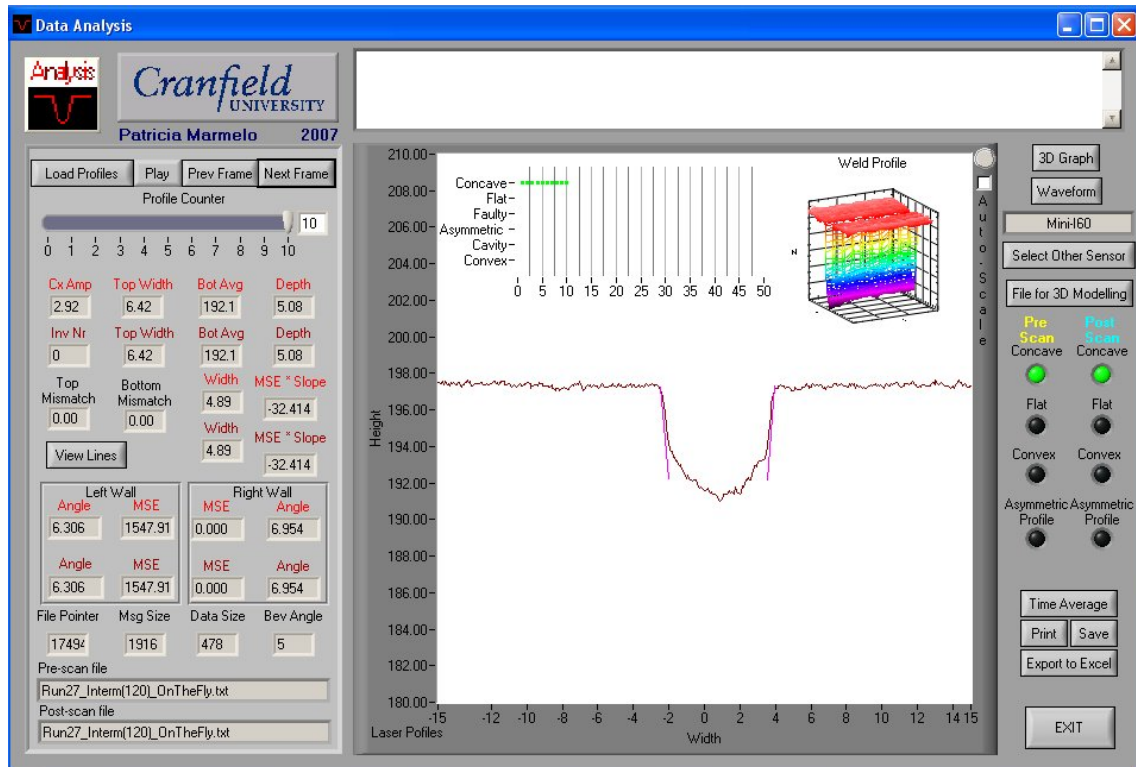 Data Analysis
Analysis
Cranfield
UNIVERSITY
Patricia Marmelo 2007
Load Profiles Play Prev Frame Next Frame
Profile Counter
10
0 1 2 3 4 5 6 7 8 9 10
Cx Amp Top Width Bot Avg Depth
2.92 6.42 192.1 5.08
Inv Nr Top Width Bot Avg Depth
0 6.42 192.1 5.08
Top Mismatch Bottom Mismatch Width MSE * Slope
0.00 0.00 4.89 -32.414
Width MSE * Slope
4.89 -32.414
View Lines
Left Wall Right Wall
Angle MSE MSE Angle
6.306 1547.91 0.000 6.954
Angle MSE MSE Angle
6.306 1547.91 0.000 6.954
File Pointer Msg Size Data Size Bev Angle
1916 478 5
Pre-scan file
Run27_Interm(120)_OnTheFly.txt
Post-scan file
Run27_Interm(120)_OnTheFly.txt
210.00
208.00
206.00
204.00
202.00
200.00
198.00
196.00
194.00
192.00
190.00
188.00
186.00
184.00
182.00
180.00
Height
Concave
Flat
Faulty
Asymmetric
Cavity
Convex
0 5 10 15 20 25 30 35 40 45 50
Weld Profile
Auto-Scale
-15 -12 -10 -8 -6 -4 -2 0 2 4 6 8 10 12 14 15
Laser Pofiles
Width
3D Graph
Waveform
Mini-I60
Select Other Sensor
File for 3D Modelling
Pre Scan Post Scan
Concave Concave
Flat Flat
Convex Convex
Asymmetric Profile Asymmetric Profile
Time Average
Print Save
Export to Excel
EXIT